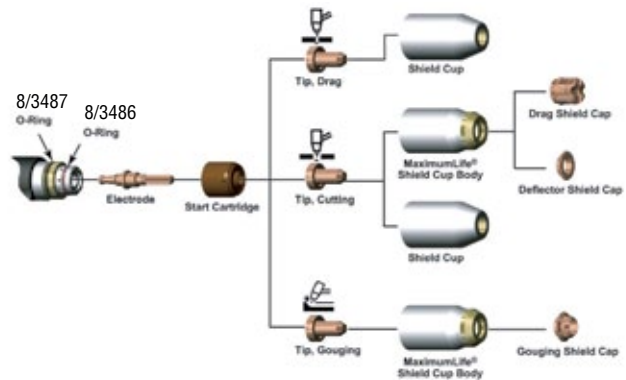 8/3487
O-Ring
8/3486
O-Ring
Electrode
Start Cartridge
Tip, Drag
Shield Cup
Tip, Cutting
MaximumLife®
Shield Cup Body
Drag Shield Cap
Deflector Shield Cap
Shield Cup
Tip, Gouging
MaximumLife®
Shield Cup Body
Gouging Shield Cap